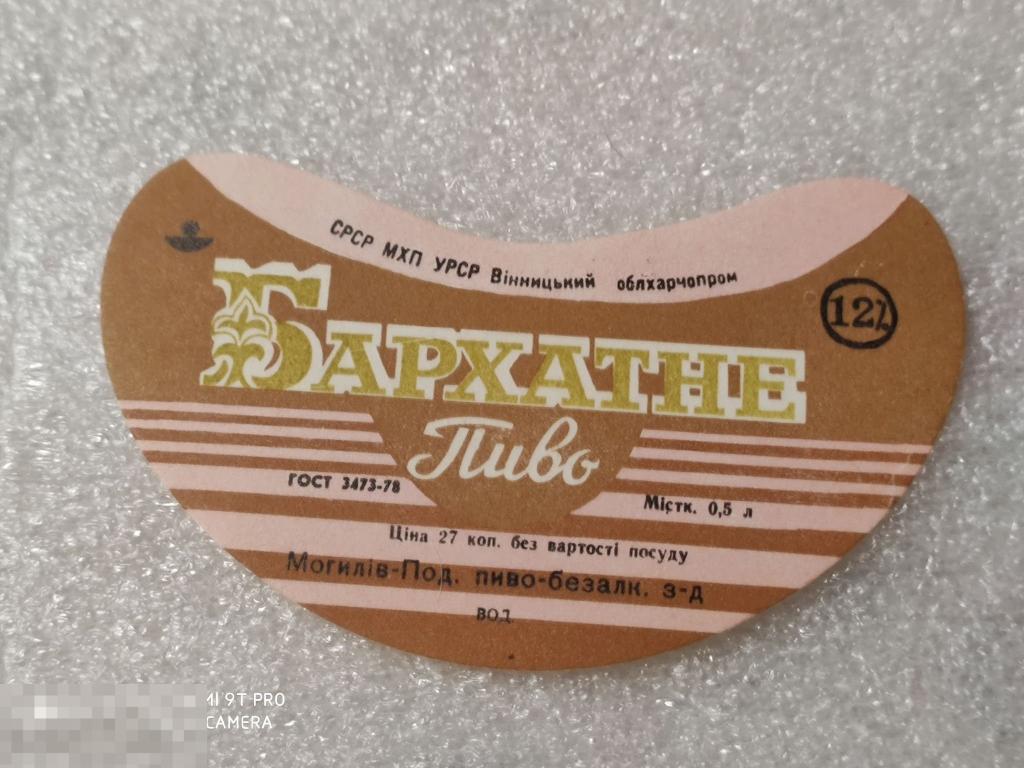 СРСР МХП УРСР Вінницький облхарчопром
12%
БАРХАТНЕ
Пиво
ГОСТ 3473-78
Містк. 0,5 л
Ціна 27 коп. без вартості посуду
Могилів-Под. пиво-безалк. з-д
вод.
MI 9T PRO
CAMERA